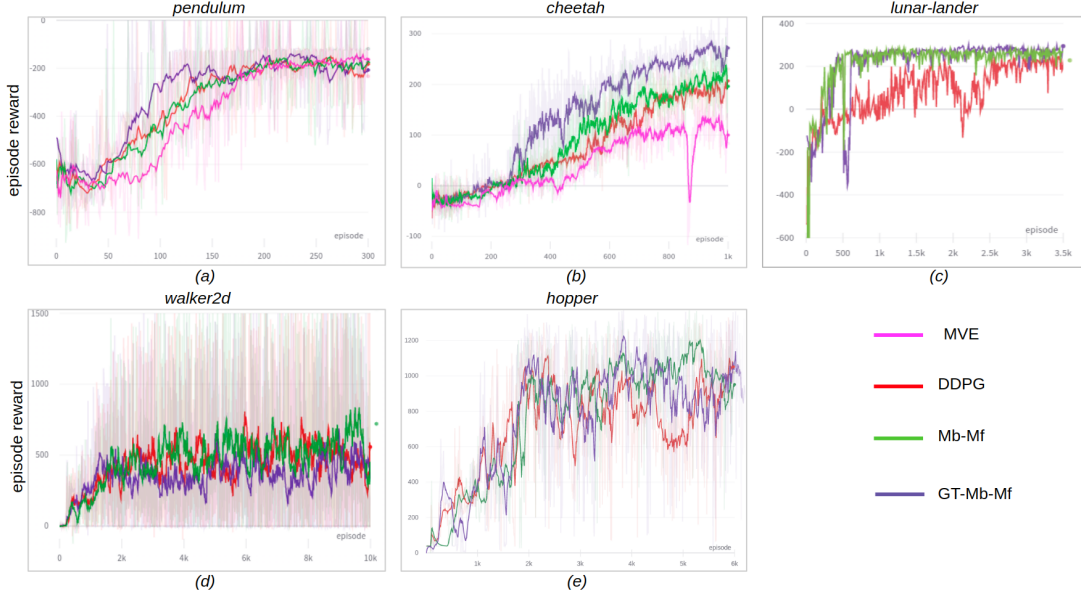 pendulum
cheetah
lunar-lander
episode reward
0
-200
-400
-600
-800
episode
0 50 100 150 200 250 300
(a)
300
200
100
0
-100
episode
0 200 400 600 800 1k
(b)
400
200
0
-200
-400
-600
episode
0 500 1k 1.5k 2k 2.5k 3k 3.5k
(c)
walker2d
hopper
episode reward
1500
1000
500
0
episode
0 2k 4k 6k 8k 10k
(d)
1200
1000
800
600
400
200
0
episode
1k 2k 3k 4k 5k 6k
(e)
MVE
DDPG
Mb-Mf
GT-Mb-Mf